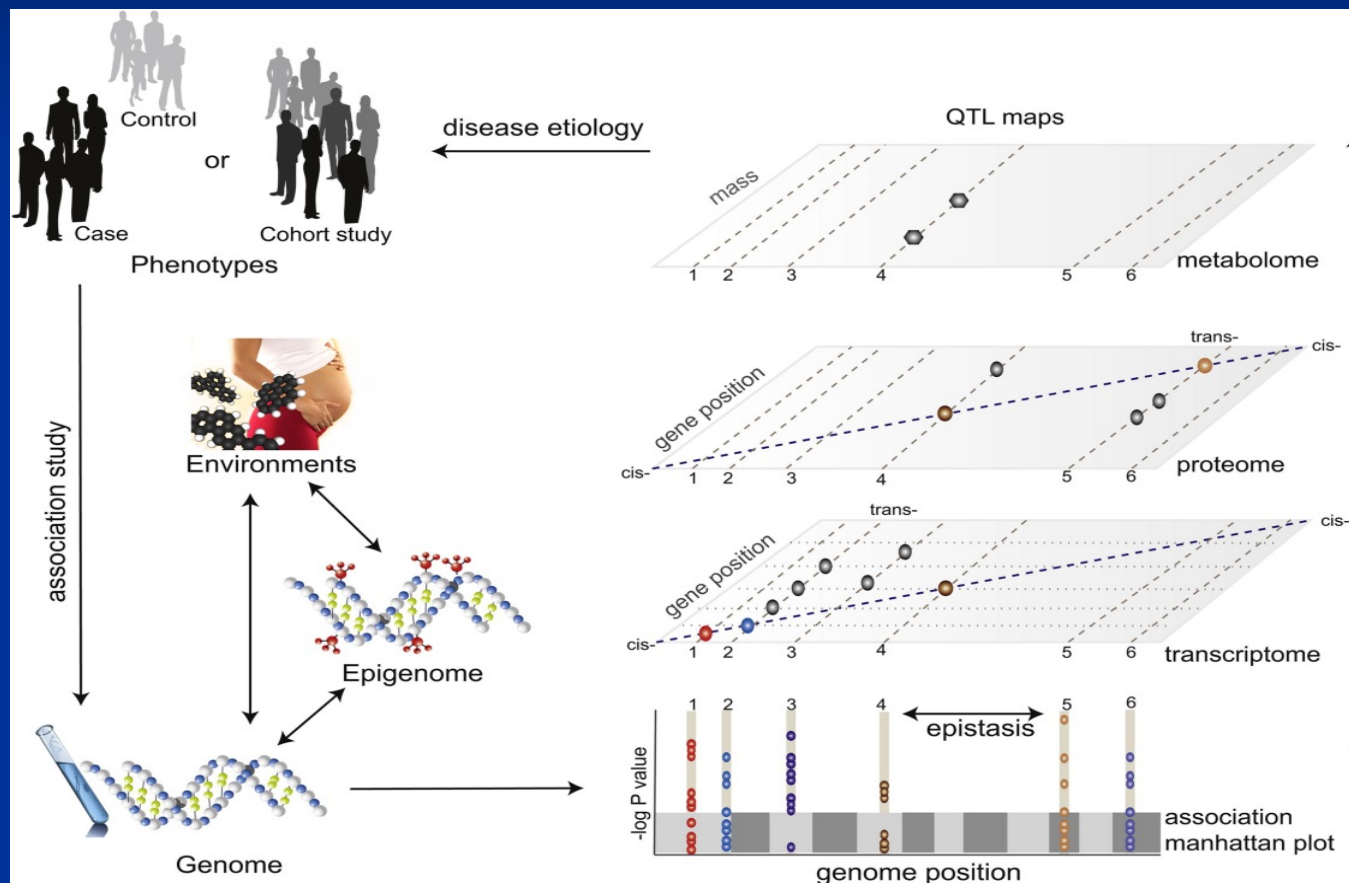 Control
or
Case
Cohort study
Phenotypes
disease etiology
association study
Environments
Epigenome
Genome
QTL maps
mass
1 2 3 4 5 6
metabolome
trans-
cis-
gene position
cis-
1 2 3 4 5 6
proteome
trans-
cis-
gene position
cis-
1 2 3 4 5 6
transcriptome
1 2 3 4 5 6
epistasis
-log P value
association
manhattan plot
genome position